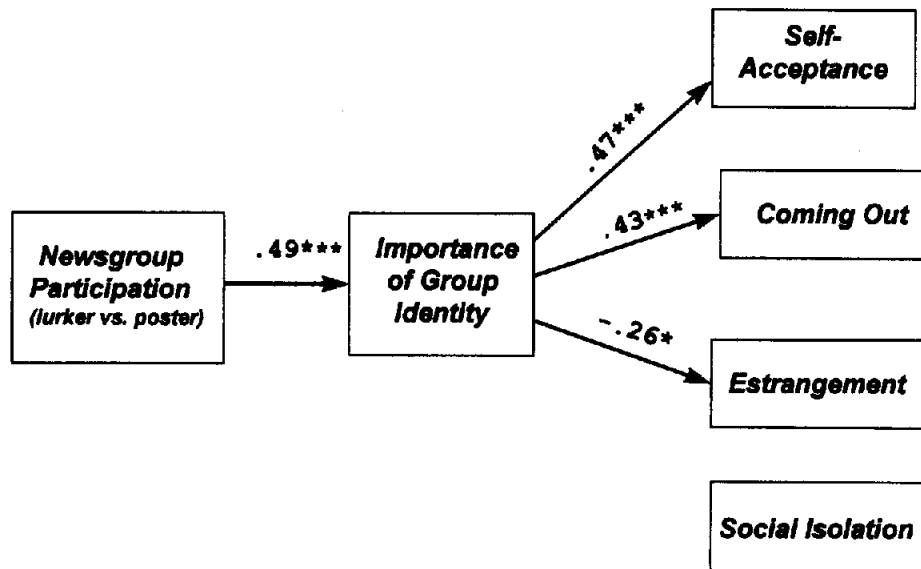 Self-
Acceptance
.47***
Coming Out
.43***
Newsgroup
Participation
(lurker vs. poster)
.49***
Importance
of Group
Identity
-.26*
Estrangement
Social Isolation